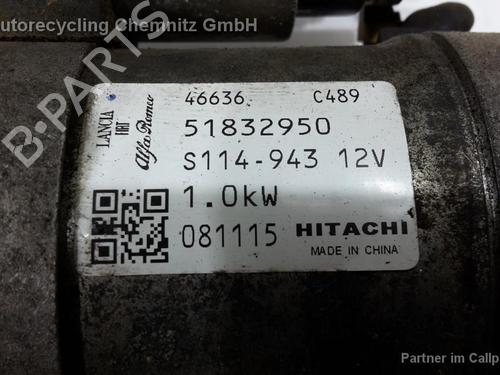 utorecycling Chemnitz GmbH
B-PARTS
LANCIA
FIAT
Alfa Romeo
46636 C489
51832950
S114-943 12V
1.0kW
081115 HITACHI
MADE IN CHINA
Partner im Callp